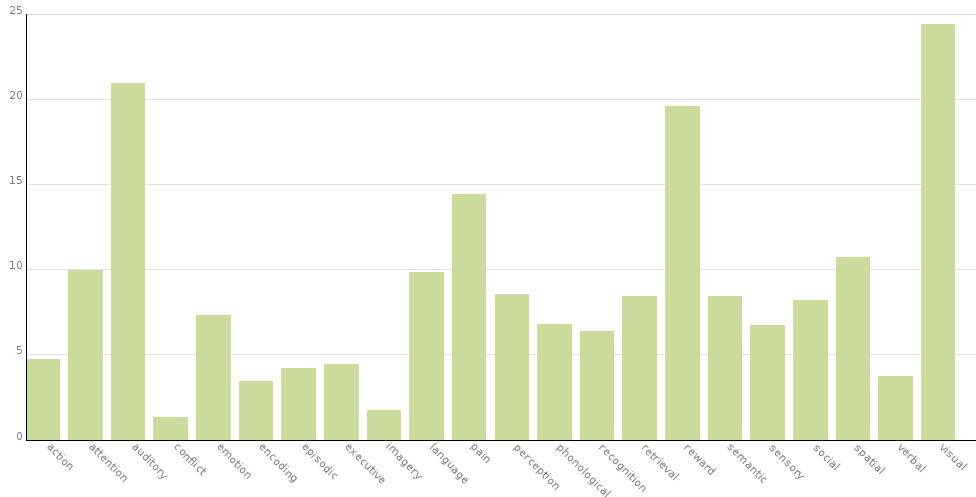 25
20
15
10
5
0
action
attention
auditory
conflict
emotion
encoding
episodic
executive
imagery
language
pain
perception
phonological
recognition
retrieval
reward
semantic
sensory
social
spatial
verbal
visual